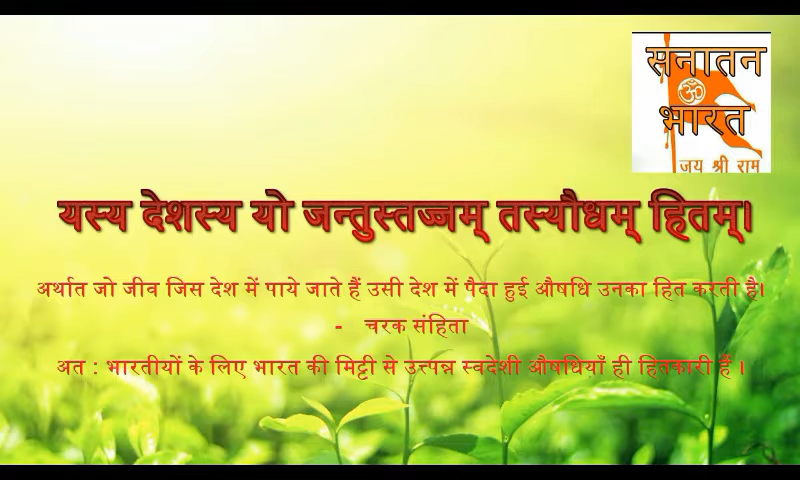 सनातन
भारत
जय श्री राम
यस्य देशस्य यो जन्तुस्तज्जम् तस्यौधम् हितम्।
अर्थात जो जीव जिस देश में पाये जाते हैं उसी देश में पैदा हुई औषधि उनका हित करती है।
- चरक संहिता
अत : भारतीयों के लिए भारत की मिट्टी से उत्त्पन्न स्वदेशी औषधियाँ ही हितकारी हैं ।